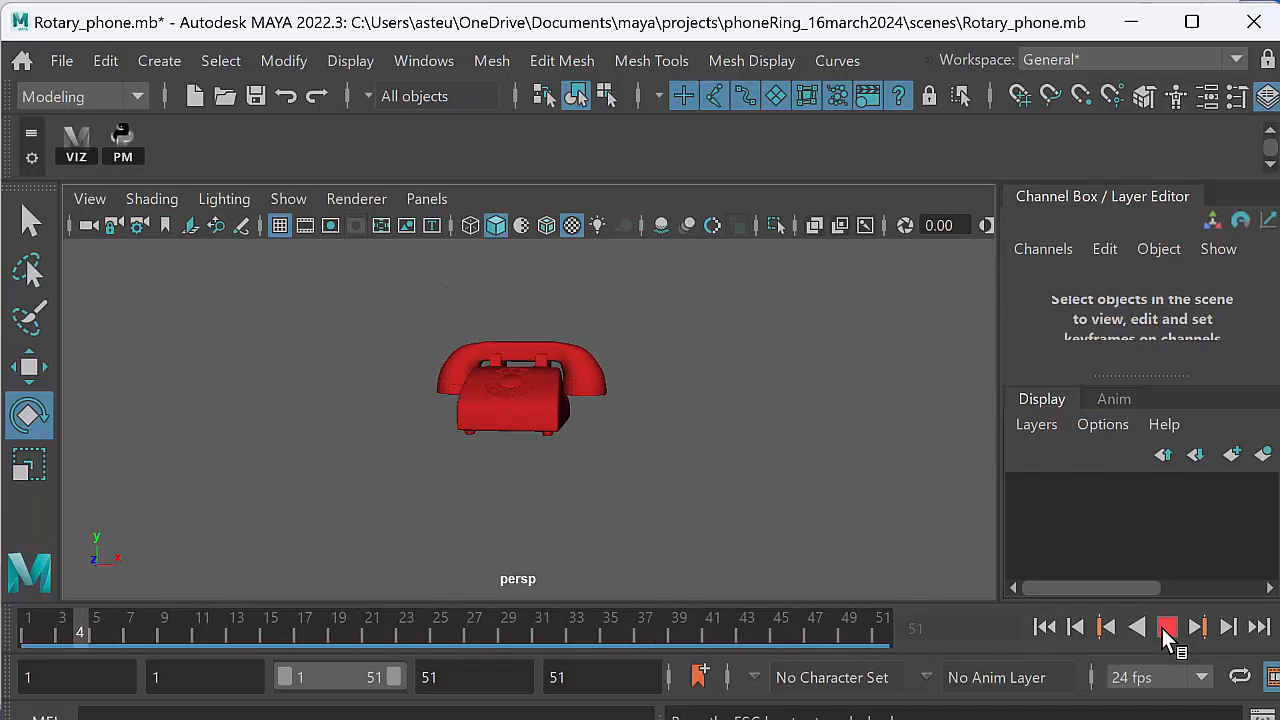 Rotary_phone.mb* - Autodesk MAYA 2022.3: C:\Users\astuu\OneDrive\Documents\maya\projects\phoneRing_16march2024\scenes\Rotary_phone.mb
File Edit Create Select Modify Display Windows Mesh Edit Mesh Mesh Tools Mesh Display Curves Workspace: General*
Modeling All objects
VIZ PM
View Shading Lighting Show Renderer Panels
0.00
Channel Box / Layer Editor
Channels Edit Object Show
Select objects in the scene
to view, edit and set
keyframes on channels
Display Anim
Layers Options Help
y
z x
persp
1 3 5 7 9 11 13 15 17 19 21 23 25 27 29 31 33 35 37 39 41 43 45 47 49 51
4
51
1 1 1 51 51 51 No Character Set No Anim Layer 24 fps
MEL